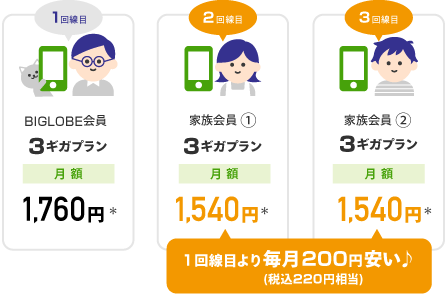 1回線目
BIGLOBE会員
3ギガプラン
月額
1,760円＊
2回線目
家族会員①
3ギガプラン
月額
1,540円＊
3回線目
家族会員②
3ギガプラン
月額
1,540円＊
1回線目より毎月200円安い♪
(税込220円相当)